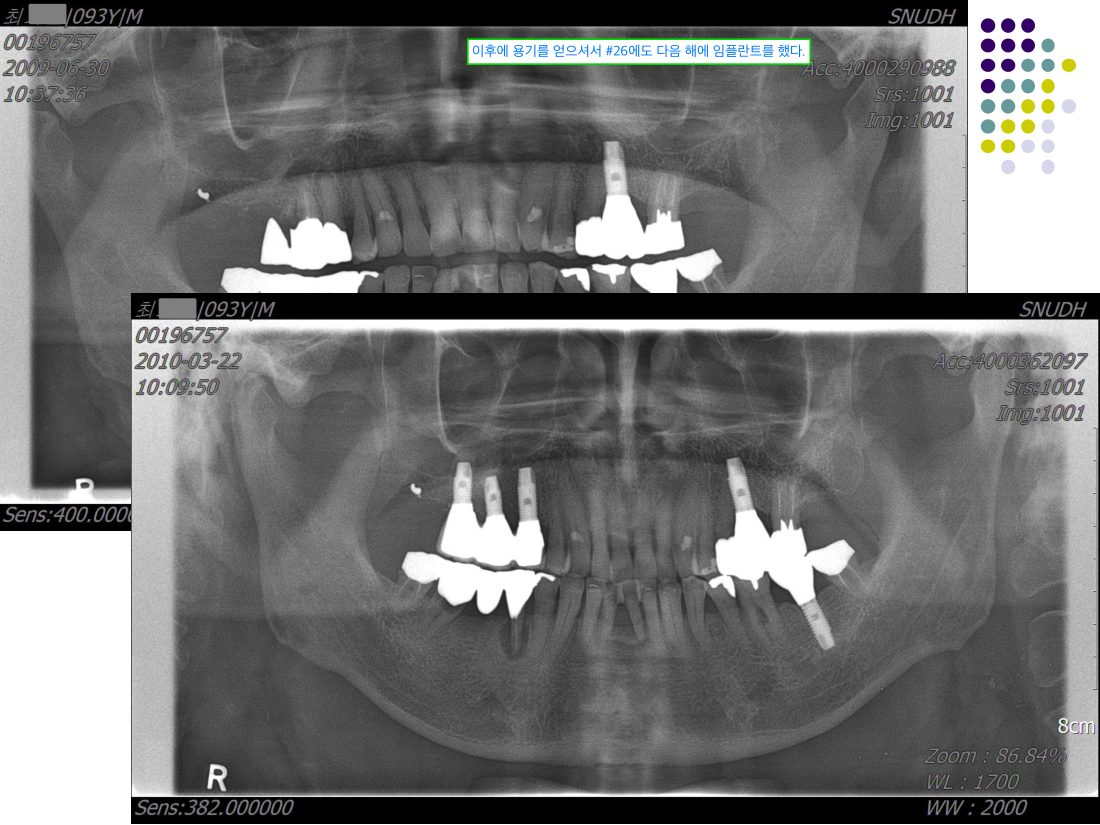 최 |093Y|M
SNUDH
이후에 용기를 얻으셔서 #26에도 다음 해에 임플란트를 했다.
00196757
2009-06-30
Acc:4000290988
10:37:36
Srs:1001
Img:1001
R
Sens:400.0000
최 |093Y|M
SNUDH
00196757
2010-03-22
Acc:4000362097
10:09:50
Srs:1001
Img:1001
8cm
R
Zoom : 86.84%
WL : 1700
Sens:382.000000
WW : 2000